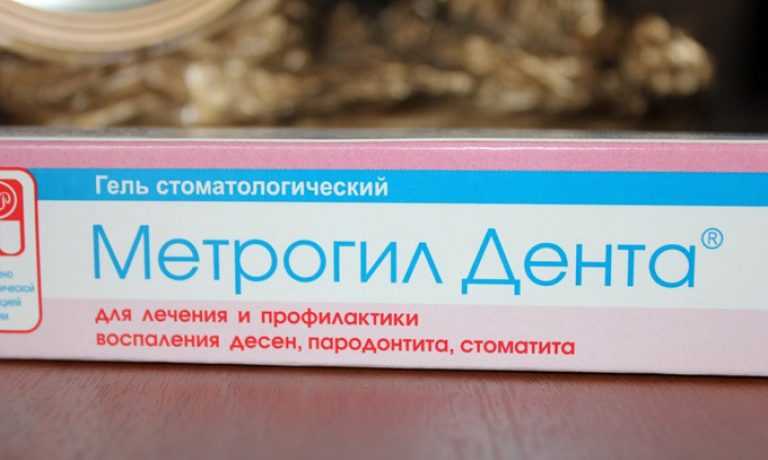 Гель стоматологический
Метрогил Дента®
для лечения и профилактики
воспаления десен, пародонтита, стоматита